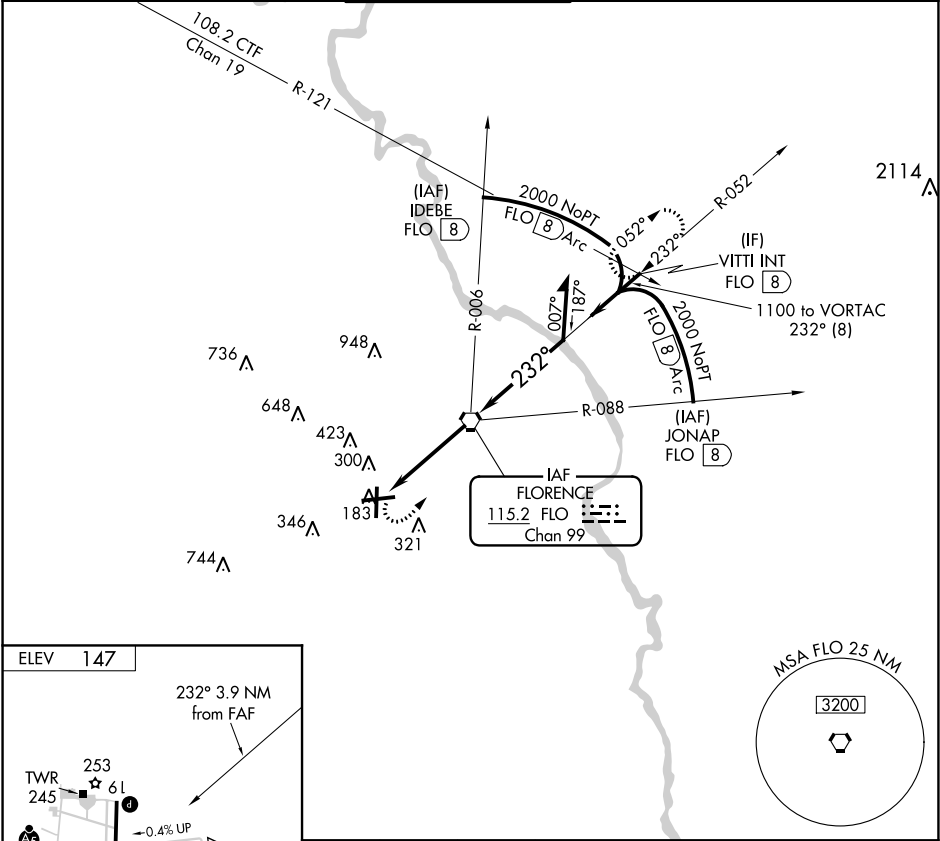 108.2 CTF
Chan 19
R-121
2114
(IAF)
IDEBE
FLO 8
2000 NoPT
FLO 8 Arc
052°
232°
R-052
(IF)
VITTI INT
FLO 8
1100 to VORTAC
232° (8)
R-006
007°
187°
2000 NoPT
FLO 8 Arc
736
948
232°
648
423
300
R-088
(IAF)
JONAP
FLO 8
183
346
321
744
IAF
FLORENCE
115.2 FLO
Chan 99
ELEV 147
232° 3.9 NM
from FAF
TWR
245
253
19
P
0.4% UP
A5
MSA FLO 25 NM
3200